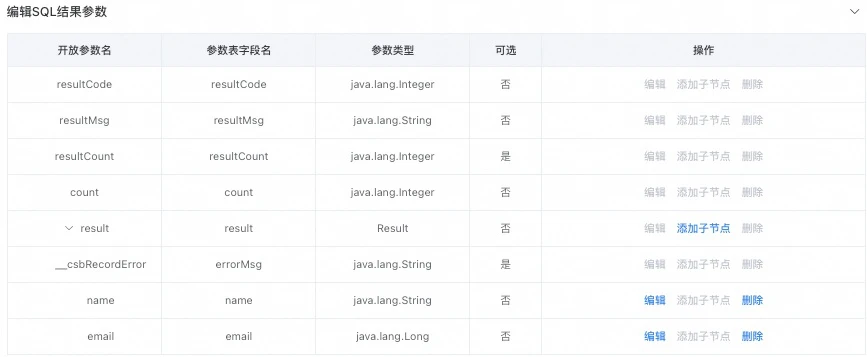 编辑SQL结果参数
开放参数名 参数表字段名 参数类型 可选 操作
resultCode resultCode java.lang.Integer 否 编辑 添加子节点 删除
resultMsg resultMsg java.lang.String 否 编辑 添加子节点 删除
resultCount resultCount java.lang.Integer 是 编辑 添加子节点 删除
count count java.lang.Integer 否 编辑 添加子节点 删除
result result Result 否 编辑 添加子节点 删除
__csbRecordError errorMsg java.lang.String 是 编辑 添加子节点 删除
name name java.lang.String 否 编辑 添加子节点 删除
email email java.lang.Long 否 编辑 添加子节点 删除